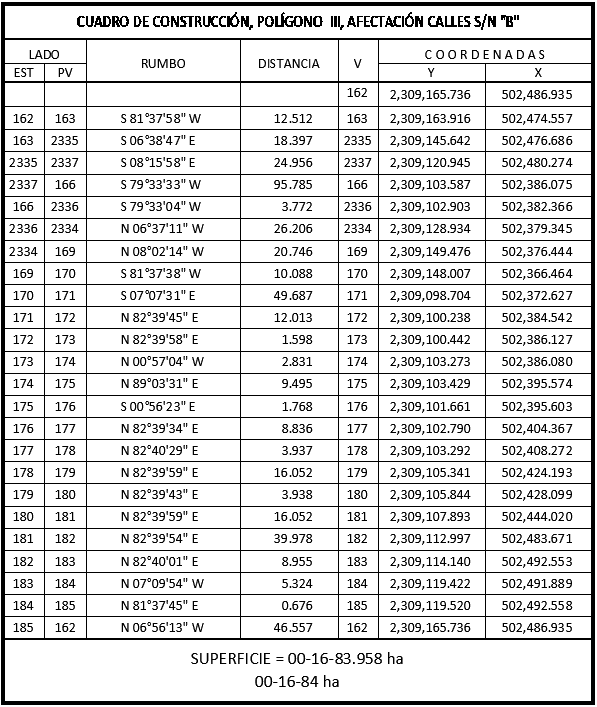 CUADRO DE CONSTRUCCIÓN, POLÍGONO III, AFECTACIÓN CALLES S/N "B"
LADO RUMBO DISTANCIA V COORDENADAS
EST PV Y X
162 2,309,165.736 502,486.935
162 163 S 81°37'58" W 12.512 163 2,309,163.916 502,474.557
163 2335 S 06°38'47" E 18.397 2335 2,309,145.642 502,476.686
2335 2337 S 08°15'58" E 24.956 2337 2,309,120.945 502,480.274
2337 166 S 79°33'33" W 95.785 166 2,309,103.587 502,386.075
166 2336 S 79°33'04" W 3.772 2336 2,309,102.903 502,382.366
2336 2334 N 06°37'11" W 26.206 2334 2,309,128.934 502,379.345
2334 169 N 08°02'14" W 20.746 169 2,309,149.476 502,376.444
169 170 S 81°37'38" W 10.088 170 2,309,148.007 502,366.464
170 171 S 07°07'31" E 49.687 171 2,309,098.704 502,372.627
171 172 N 82°39'45" E 12.013 172 2,309,100.238 502,384.542
172 173 N 82°39'58" E 1.598 173 2,309,100.442 502,386.127
173 174 N 00°57'04" W 2.831 174 2,309,103.273 502,386.080
174 175 N 89°03'31" E 9.495 175 2,309,103.429 502,395.574
175 176 S 00°56'23" E 1.768 176 2,309,101.661 502,395.603
176 177 N 82°39'34" E 8.836 177 2,309,102.790 502,404.367
177 178 N 82°40'29" E 3.937 178 2,309,103.292 502,408.272
178 179 N 82°39'59" E 16.052 179 2,309,105.341 502,424.193
179 180 N 82°39'43" E 3.938 180 2,309,105.844 502,428.099
180 181 N 82°39'59" E 16.052 181 2,309,107.893 502,444.020
181 182 N 82°39'54" E 39.978 182 2,309,112.997 502,483.671
182 183 N 82°40'01" E 8.955 183 2,309,114.140 502,492.553
183 184 N 07°09'54" W 5.324 184 2,309,119.422 502,491.889
184 185 N 81°37'45" E 0.676 185 2,309,119.520 502,492.558
185 162 N 06°56'13" W 46.557 162 2,309,165.736 502,486.935
SUPERFICIE = 00-16-83.958 ha
00-16-84 ha